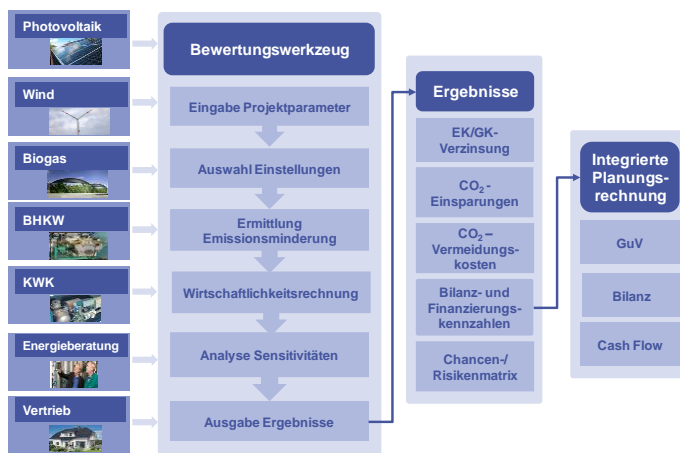 Photovoltaik
Wind
Biogas
BHKW
KWK
Energieberatung
Vertrieb
Bewertungswerkzeug
Eingabe Projektparameter
Auswahl Einstellungen
Ermittlung
Emissionsminderung
Wirtschaftlichkeitsrechnung
Analyse Sensitivitäten
Ausgabe Ergebnisse
Ergebnisse
EK/GK-
Verzinsung
CO₂ -
Einsparungen
CO₂ –
Vermeidungs-
kosten
Bilanz- und
Finanzierungs-
kennzahlen
Chancen-/
Risikenmatrix
Integrierte
Planungs-
rechnung
GuV
Bilanz
Cash Flow